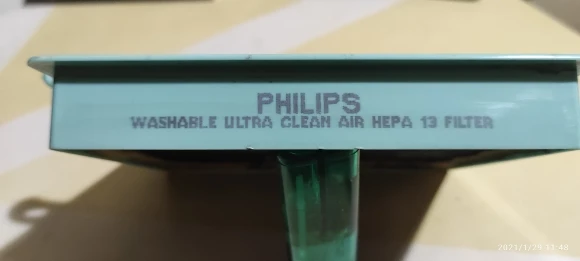 PHILIPS
WASHABLE ULTRA CLEAN AIR HEPA 13 FILTER